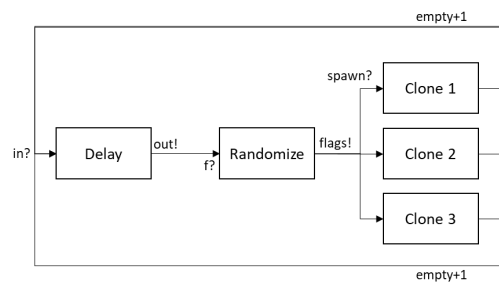 empty+1
spawn?
Clone 1
in?
Delay
out!
f?
Randomize
flags!
Clone 2
Clone 3
empty+1